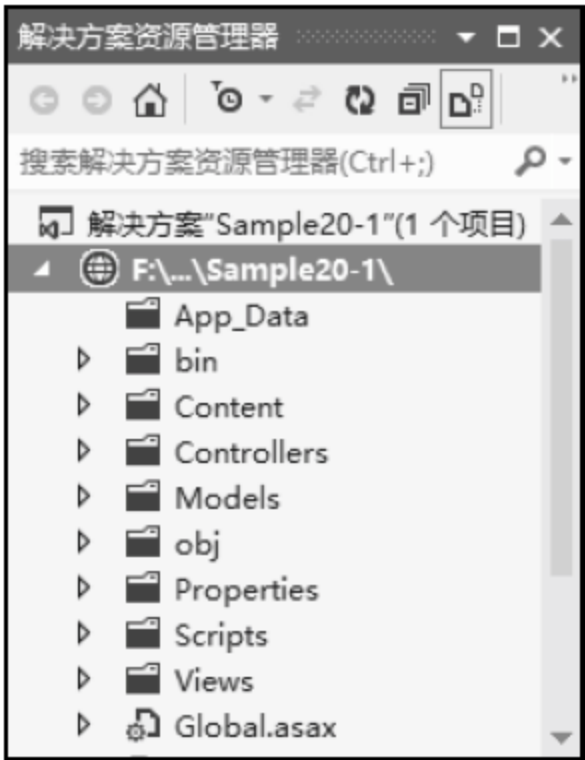 解决方案资源管理器
搜索解决方案资源管理器(Ctrl+;)
解决方案"Sample20-1"(1 个项目)
F:\...\Sample20-1\
App_Data
bin
Content
Controllers
Models
obj
Properties
Scripts
Views
Global.asax